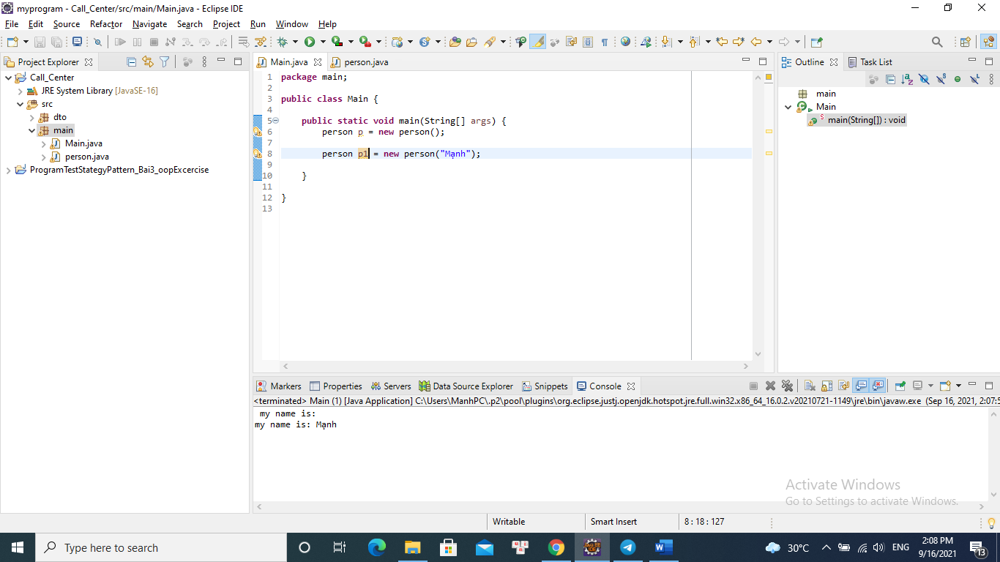 myprogram - Call_Center/src/main/Main.java - Eclipse IDE
File Edit Source Refactor Navigate Search Project Run Window Help
Project Explorer
Call_Center
JRE System Library [JavaSE-16]
src
dto
main
Main.java
person.java
ProgramTestStategyPattern_Bai3_oopExcercise
Main.java person.java
1 package main;
2
3 public class Main {
4
5 public static void main(String[] args) {
6 person p = new person();
7
8 person p1 = new person("Mạnh");
9
10 }
11
12 }
13
Outline Task List
main
Main
main(String[]) : void
Markers Properties Servers Data Source Explorer Snippets Console
<terminated> Main (1) [Java Application] C:\Users\ManhPC\.p2\pool\plugins\org.eclipse.justj.openjdk.hotspot.jre.full.win32.x86_64_16.0.2.v20210721-1149\jre\bin\javaw.exe (Sep 16, 2021, 2:07:5
my name is:
my name is: Mạnh
Activate Windows
Go to Settings to activate Windows.
Writable Smart Insert 8 : 18 : 127
Type here to search
30°C ENG
2:08 PM
9/16/2021
13